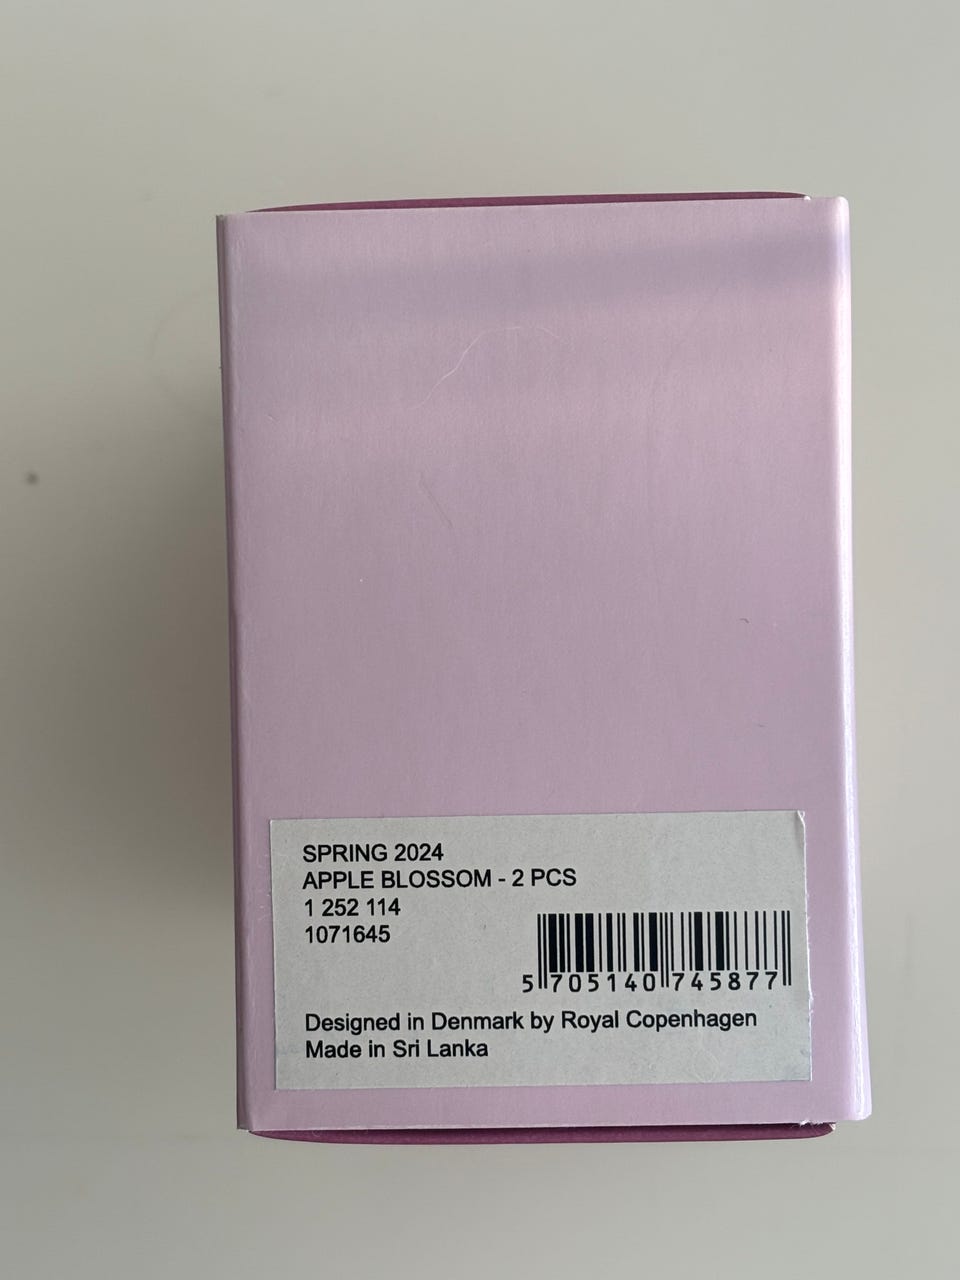 SPRING 2024
APPLE BLOSSOM - 2 PCS
1 252 114
1071645
5 705140 745877
Designed in Denmark by Royal Copenhagen
Made in Sri Lanka